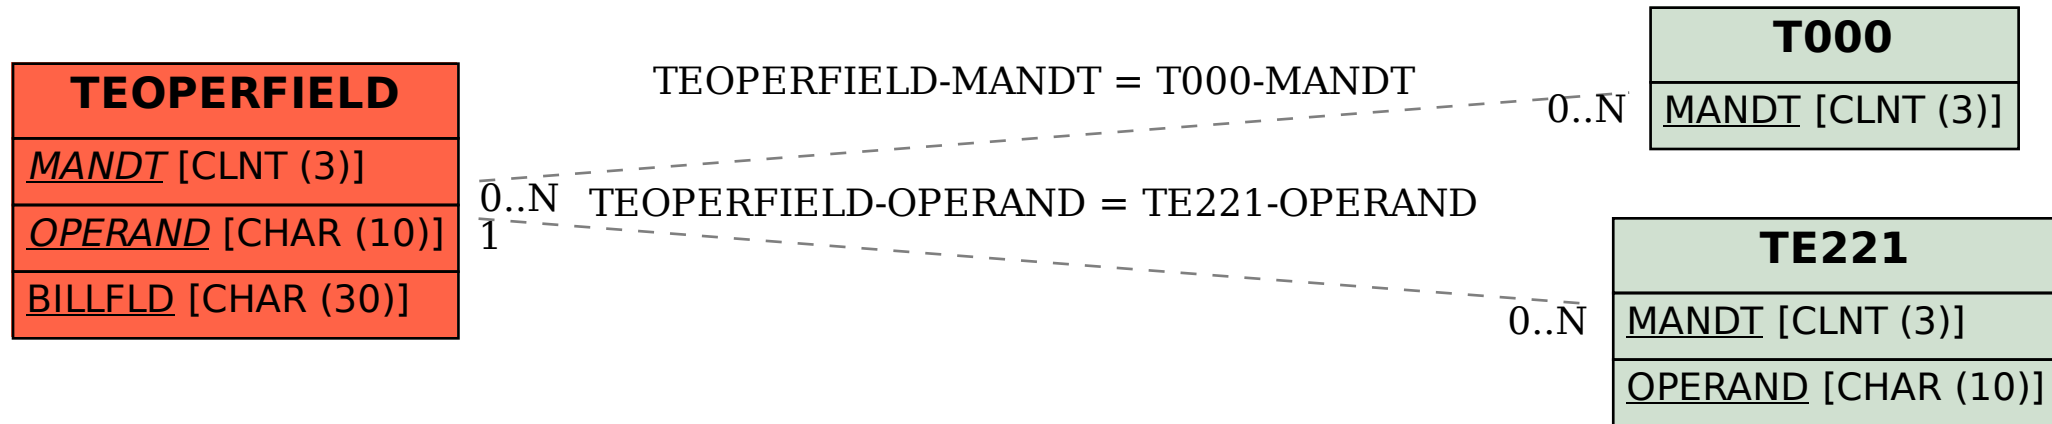 TEOPERFIELD
MANDT [CLNT (3)]
OPERAND [CHAR (10)]
BILLFLD [CHAR (30)]
TEOPERFIELD-MANDT = T000-MANDT
0..N
0..N
TEOPERFIELD-OPERAND = TE221-OPERAND
1
0..N
T000
MANDT [CLNT (3)]
TE221
MANDT [CLNT (3)]
OPERAND [CHAR (10)]